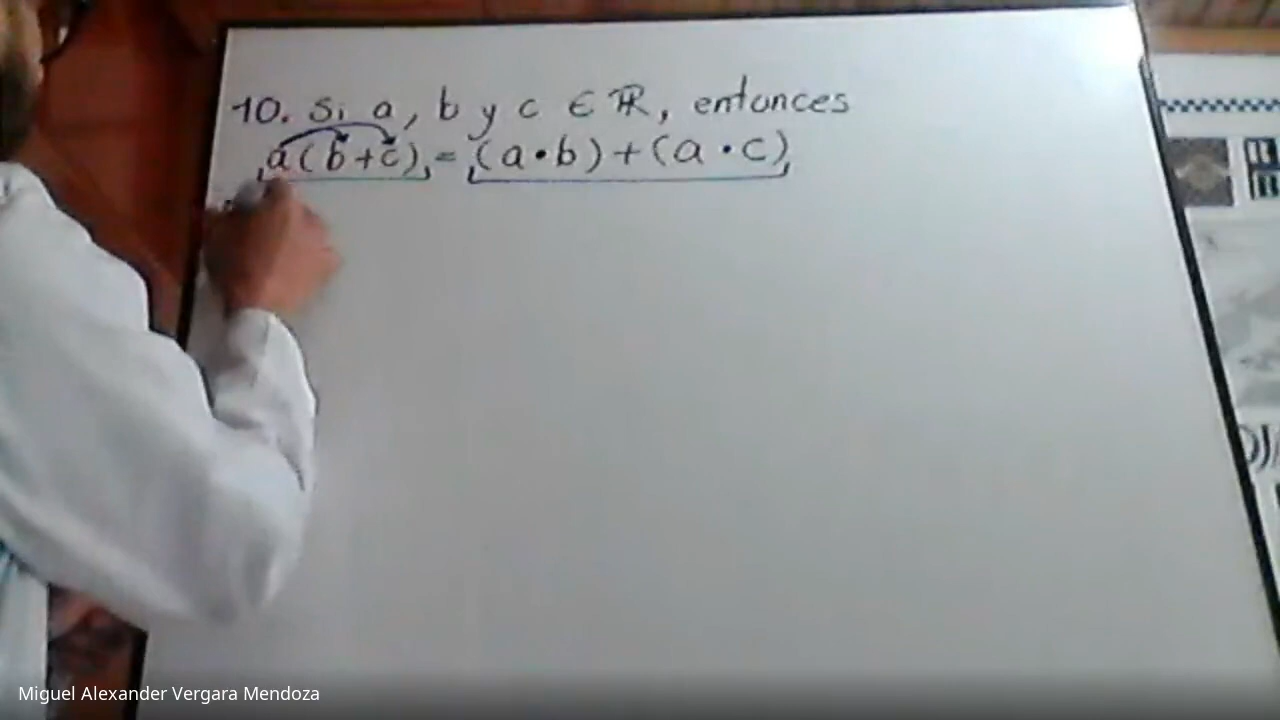 10. Si a, b y c ∈ ℝ, entonces
a(b+c) = (a•b)+(a•c)
Miguel Alexander Vergara Mendoza